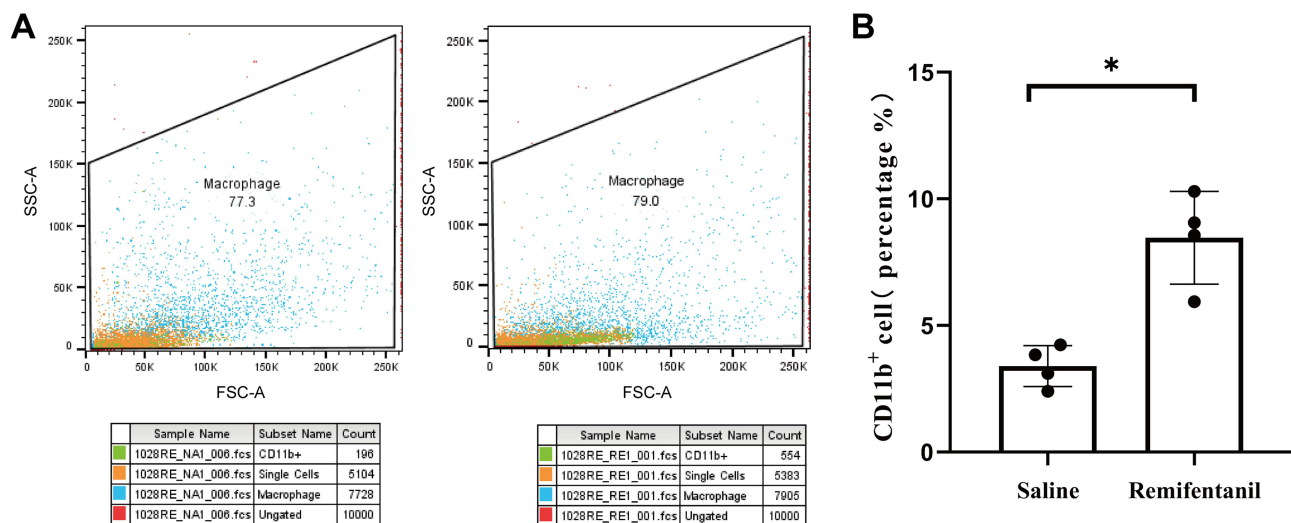 A
SSC-A
250K
200K
150K
100K
50K
0
Macrophage
77.3
0 50K 100K 150K 200K 250K
FSC-A
Sample Name Subset Name Count
1028RE_NA1_006.fcs CD11b+ 196
1028RE_NA1_006.fcs Single Cells 5104
1028RE_NA1_006.fcs Macrophage 7728
1028RE_NA1_006.fcs Ungated 10000
SSC-A
250K
200K
150K
100K
50K
0
Macrophage
79.0
0 50K 100K 150K 200K 250K
FSC-A
Sample Name Subset Name Count
1028RE_RE1_001.fcs CD11b+ 554
1028RE_RE1_001.fcs Single Cells 5383
1028RE_RE1_001.fcs Macrophage 7905
1028RE_RE1_001.fcs Ungated 10000
B
CD11b+ cell( percentage %)
15
10
5
0
*
Saline Remifentanil